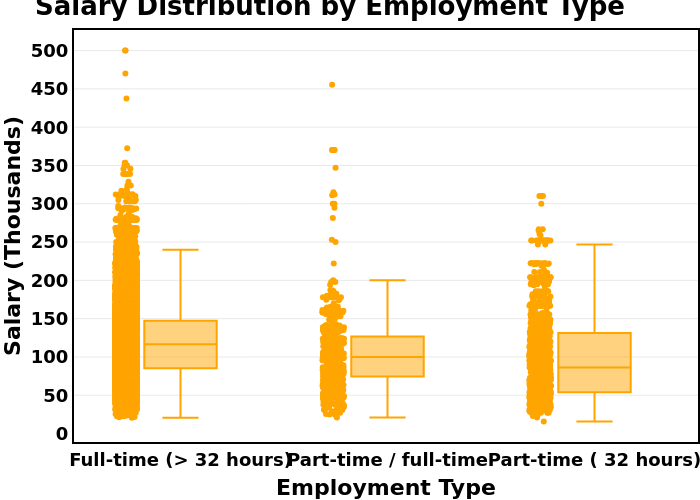 Salary Distribution by Employment Type
500
450
400
350
300
250
200
150
100
50
0
Salary (Thousands)
Full-time (> 32 hours)
Part-time / full-time
Part-time ( 32 hours)
Employment Type